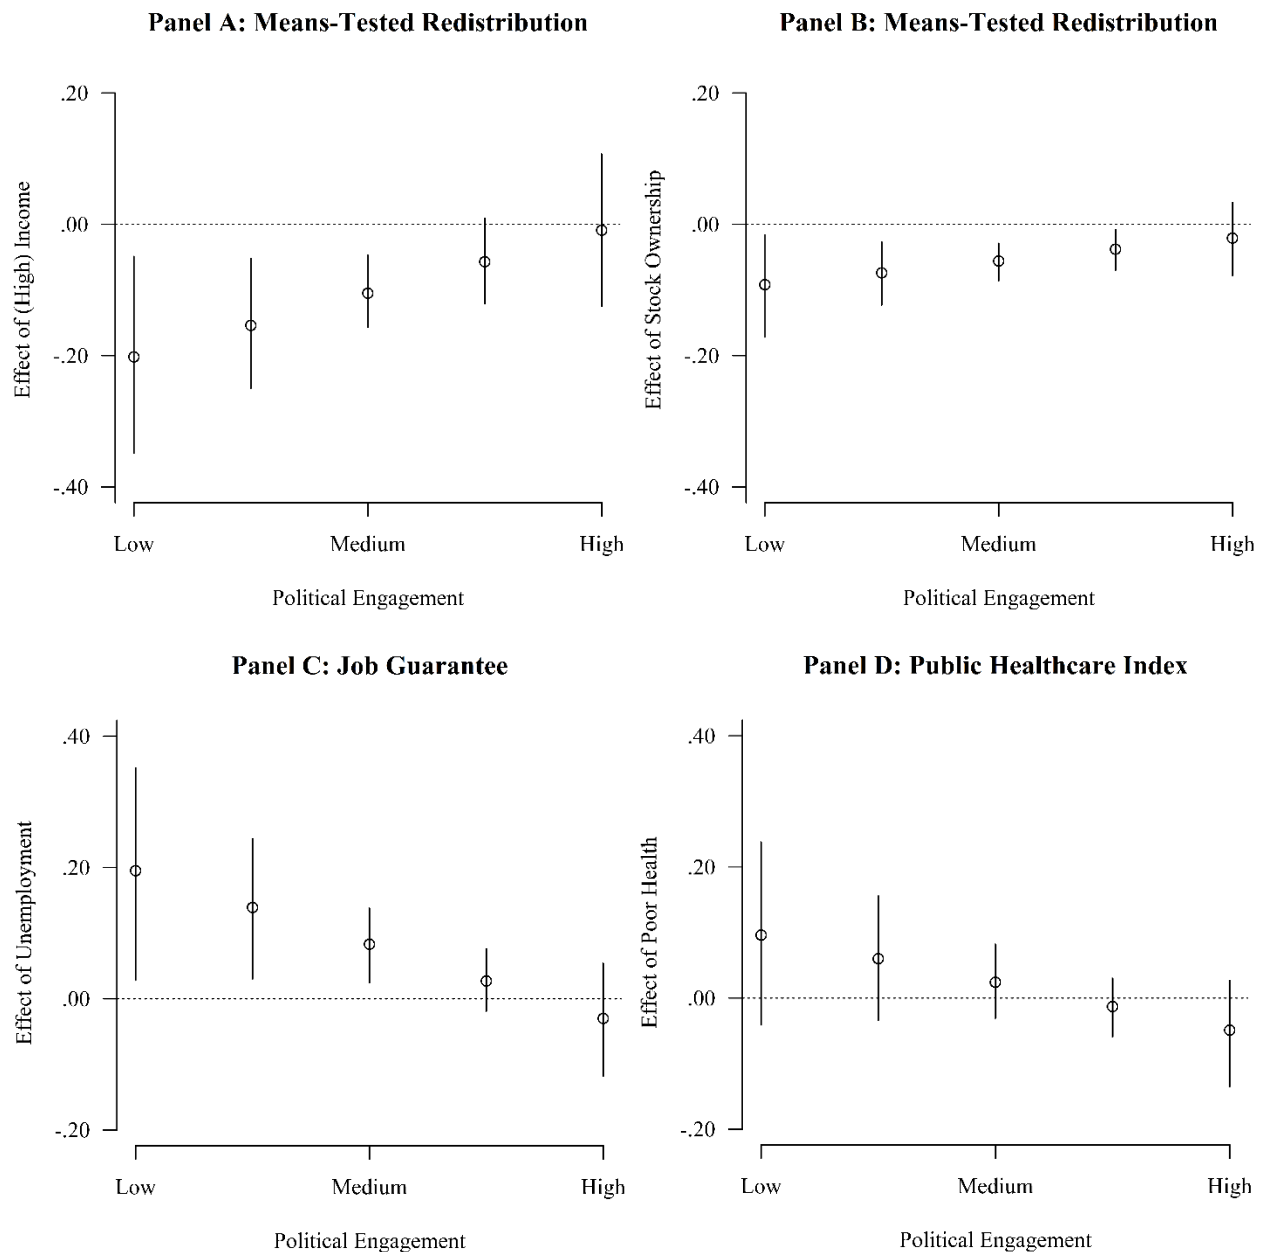 Panel A: Means-Tested Redistribution
Effect of (High) Income
.20
.00
-.20
-.40
Low Medium High
Political Engagement
Panel B: Means-Tested Redistribution
Effect of Stock Ownership
.20
.00
-.20
-.40
Low Medium High
Political Engagement
Panel C: Job Guarantee
Effect of Unemployment
.40
.20
.00
-.20
Low Medium High
Political Engagement
Panel D: Public Healthcare Index
Effect of Poor Health
.40
.20
.00
-.20
Low Medium High
Political Engagement